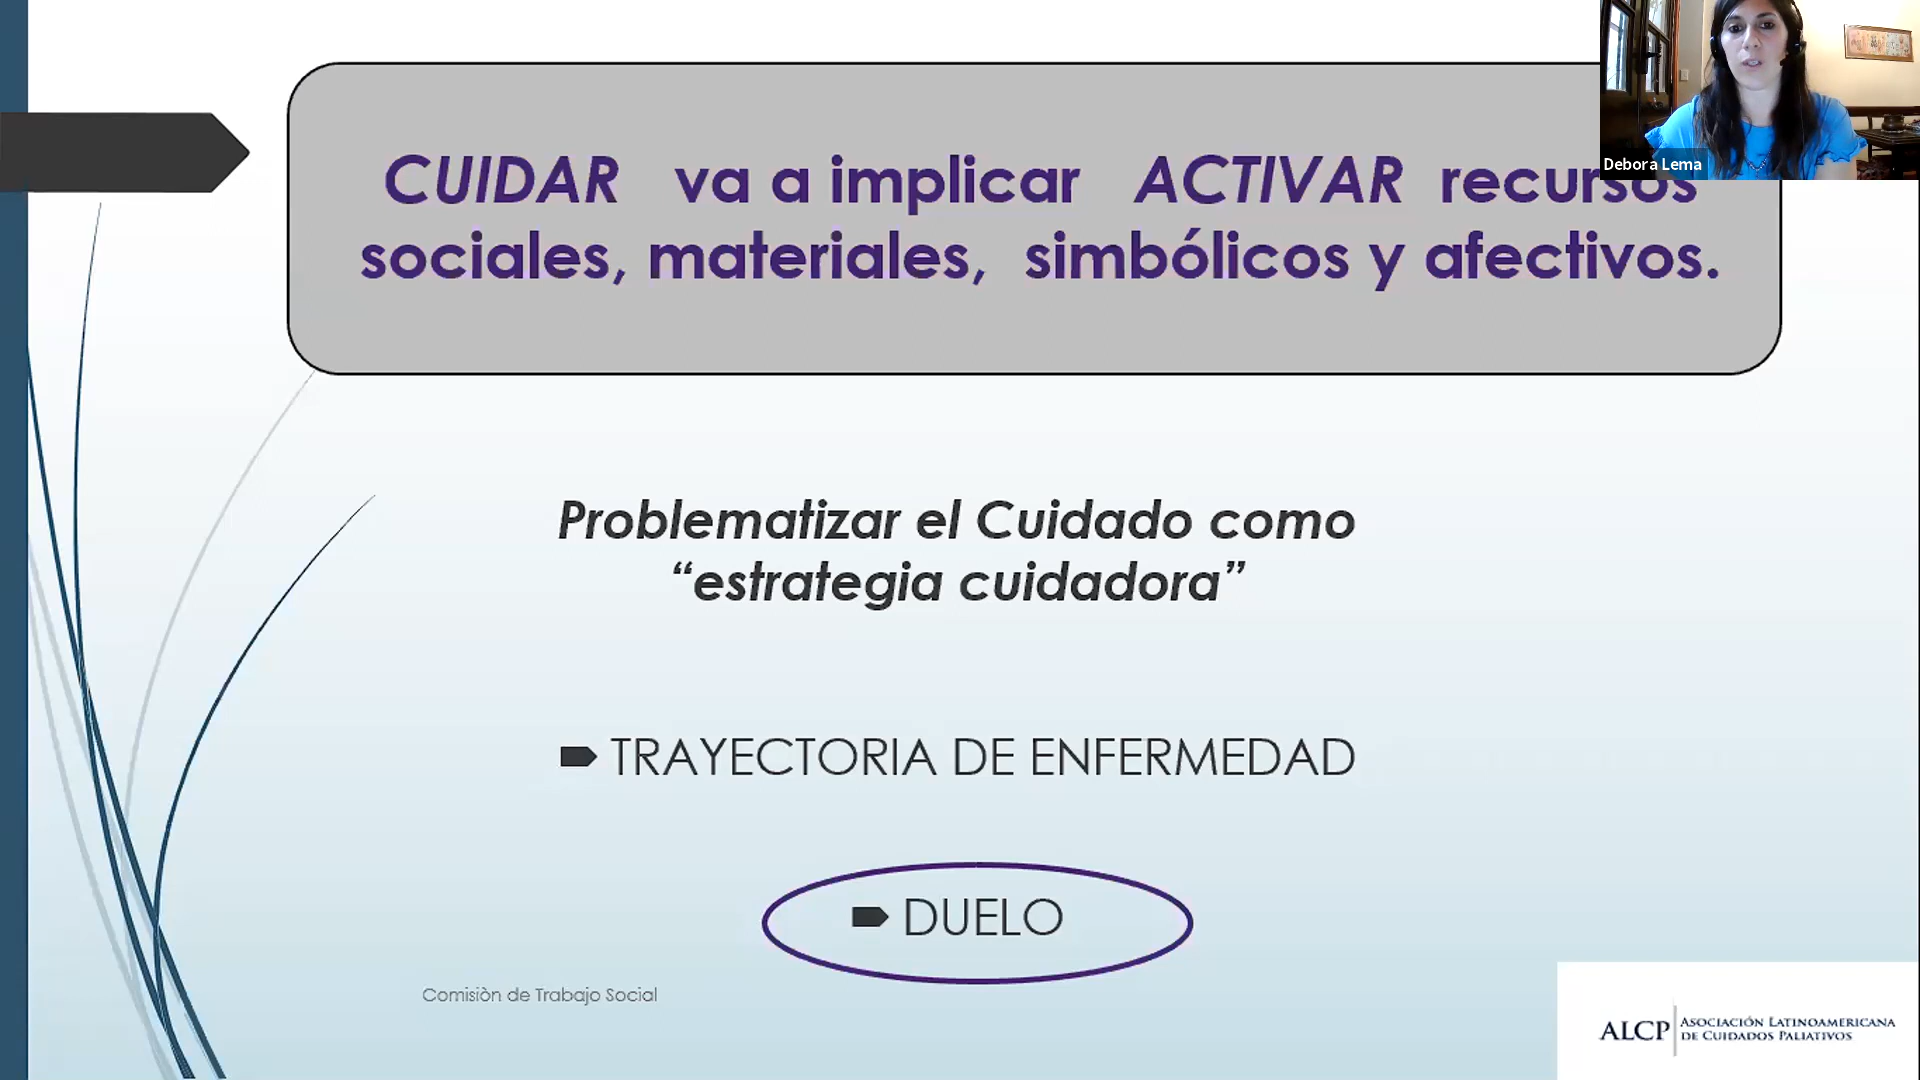 CUIDAR va a implicar ACTIVAR recursos
sociales, materiales, simbólicos y afectivos.
Debora Lema
Problematizar el Cuidado como
“estrategia cuidadora”
TRAYECTORIA DE ENFERMEDAD
DUELO
Comisiòn de Trabajo Social
ALCP
ASOCIACIÓN LATINOAMERICANA
DE CUIDADOS PALIATIVOS